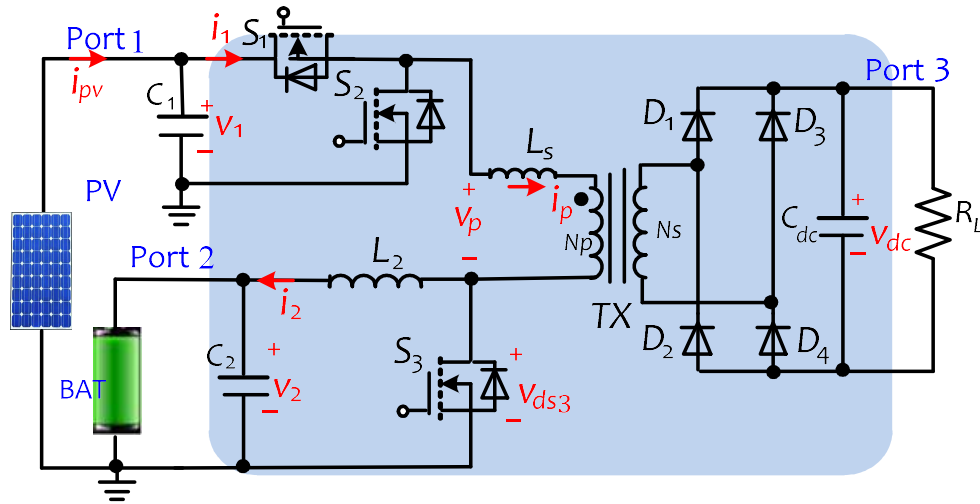 Port 1
i1
S1
ipv
C1
+
v1
−
S2
PV
Port 3
D1
D3
Ls
+
vp
−
ip
Np
Ns
TX
Cdc
+
vdc
−
RL
Port 2
L2
i2
D2
D4
C2
+
v2
−
S3
+
vds3
−
BAT